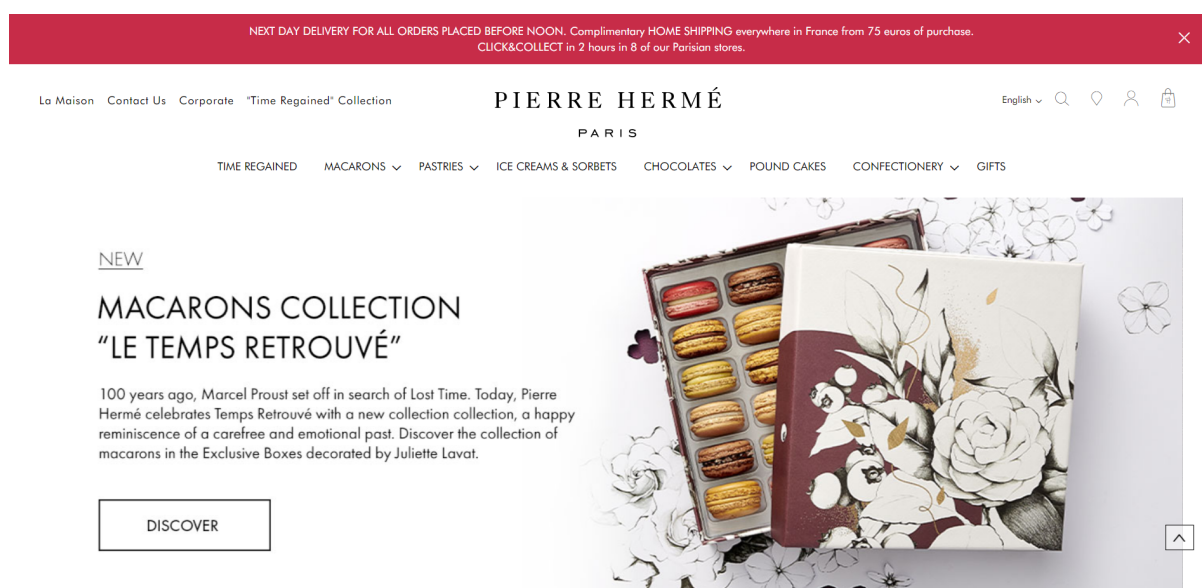 NEXT DAY DELIVERY FOR ALL ORDERS PLACED BEFORE NOON. Complimentary HOME SHIPPING everywhere in France from 75 euros of purchase.
CLICK&COLLECT in 2 hours in 8 of our Parisian stores.
La Maison Contact Us Corporate "Time Regained" Collection
PIERRE HERMÉ
PARIS
English
TIME REGAINED MACARONS PASTRIES ICE CREAMS & SORBETS CHOCOLATES POUND CAKES CONFECTIONERY GIFTS
NEW
MACARONS COLLECTION
“LE TEMPS RETROUVÉ”
100 years ago, Marcel Proust set off in search of Lost Time. Today, Pierre
Hermé celebrates Temps Retrouvé with a new collection collection, a happy
reminiscence of a carefree and emotional past. Discover the collection of
macarons in the Exclusive Boxes decorated by Juliette Lavat.
DISCOVER